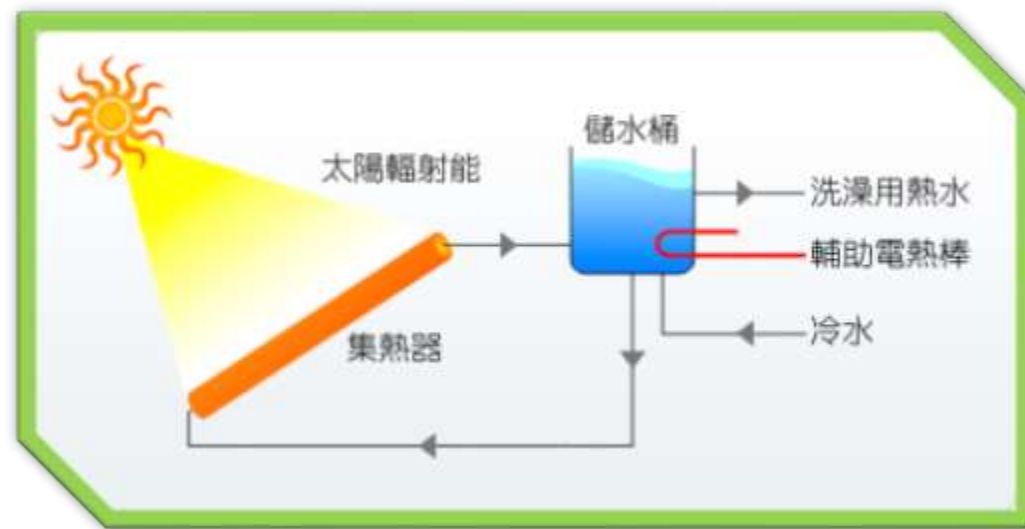 儲水桶
太陽輻射能
洗澡用熱水
輔助電熱棒
集熱器
冷水